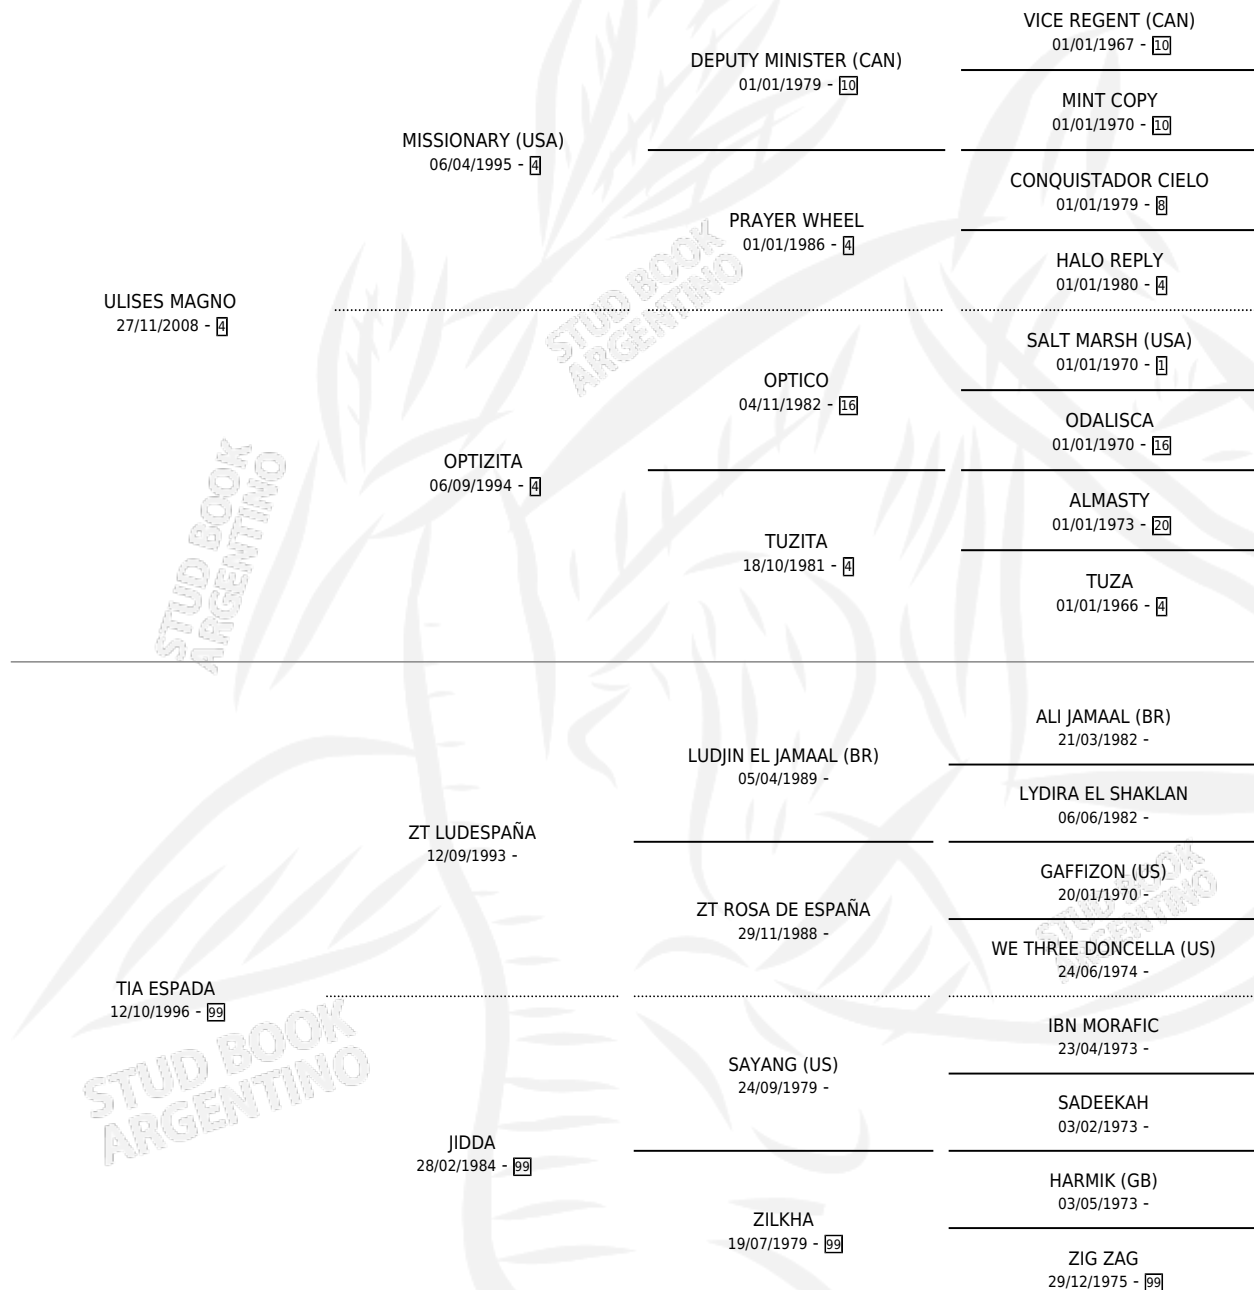 VICE REGENT (CAN)
01/01/1967 - 10
DEPUTY MINISTER (CAN)
01/01/1979 - 10
MINT COPY
01/01/1970 - 10
MISSIONARY (USA)
06/04/1995 - 4
CONQUISTADOR CIELO
01/01/1979 - 8
PRAYER WHEEL
01/01/1986 - 4
HALO REPLY
01/01/1980 - 4
ULISES MAGNO
27/11/2008 - 4
SALT MARSH (USA)
01/01/1970 - 1
OPTICO
04/11/1982 - 16
ODALISCA
01/01/1970 - 16
OPTIZITA
06/09/1994 - 4
ALMASTY
01/01/1973 - 20
TUZITA
18/10/1981 - 4
TUZA
01/01/1966 - 4
ALI JAMAAL (BR)
21/03/1982 -
LUDJIN EL JAMAAL (BR)
05/04/1989 -
LYDIRA EL SHAKLAN
06/06/1982 -
ZT LUDESPAÑA
12/09/1993 -
GAFFIZON (US)
20/01/1970 -
ZT ROSA DE ESPAÑA
29/11/1988 -
WE THREE DONCELLA (US)
24/06/1974 -
TIA ESPADA
12/10/1996 - 99
IBN MORAFIC
23/04/1973 -
SAYANG (US)
24/09/1979 -
SADEEKAH
03/02/1973 -
JIDDA
28/02/1984 - 99
HARMIK (GB)
03/05/1973 -
ZILKHA
19/07/1979 - 99
ZIG ZAG
29/12/1975 - 99
STUD BOOK
ARGENTINO
STUD BOOK
ARGENTINO
STUD BOOK
ARGENTINO
STUD BOOK
ARGENTINO